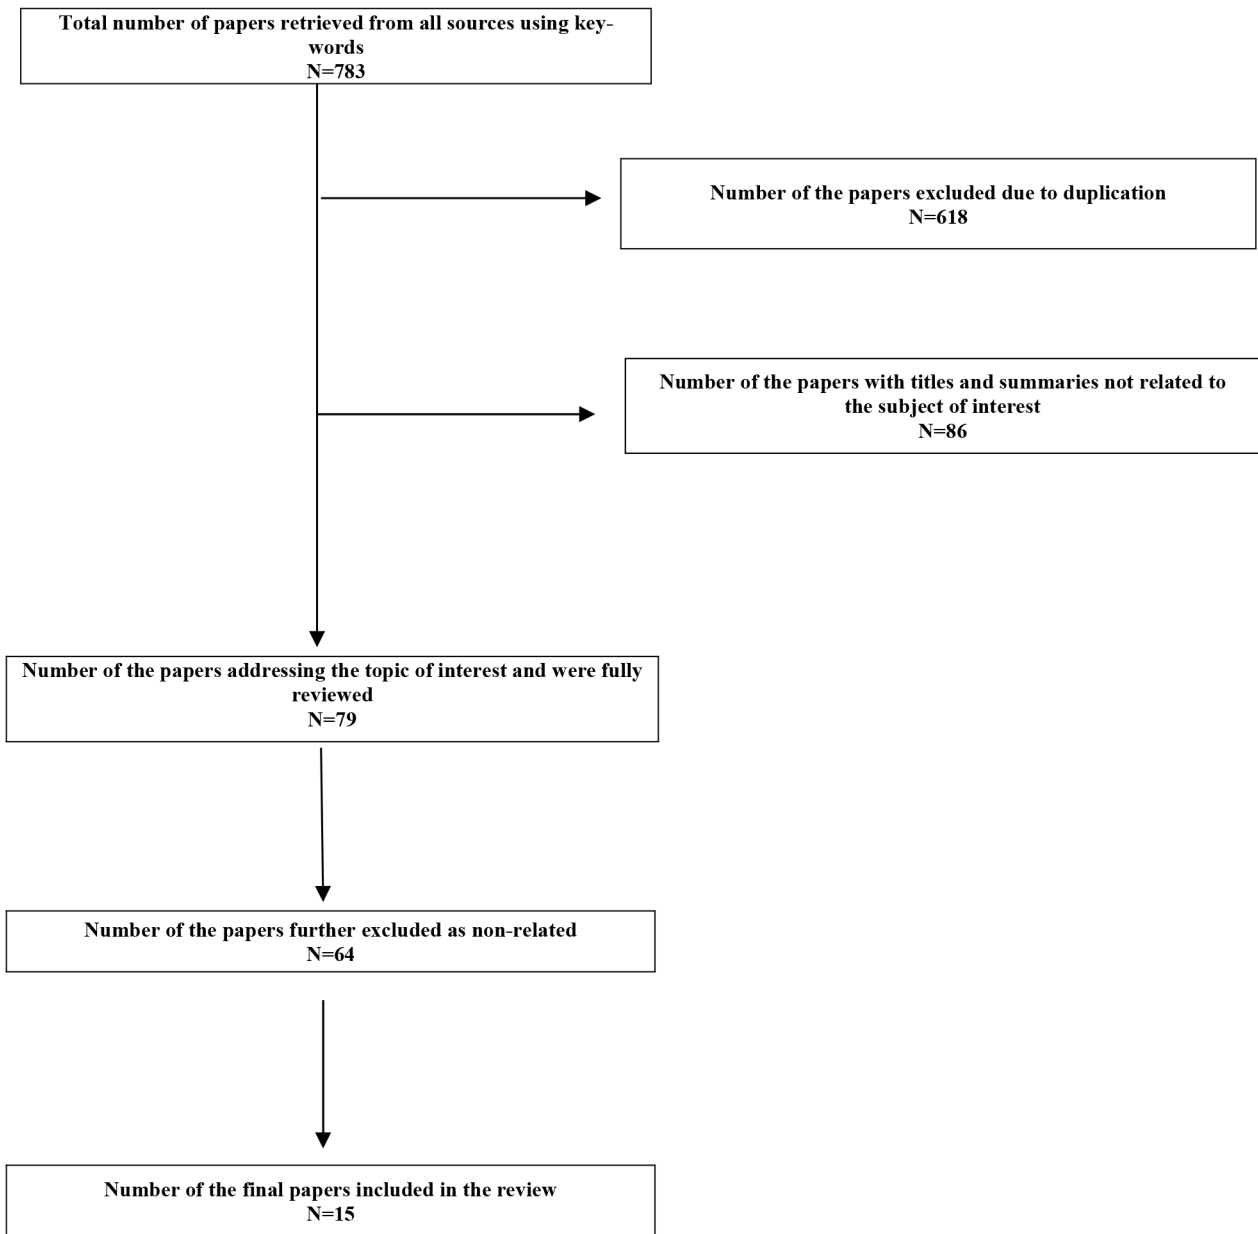 Total number of papers retrieved from all sources using key-
words
N=783
Number of the papers excluded due to duplication
N=618
Number of the papers with titles and summaries not related to
the subject of interest
N=86
Number of the papers addressing the topic of interest and were fully
reviewed
N=79
Number of the papers further excluded as non-related
N=64
Number of the final papers included in the review
N=15